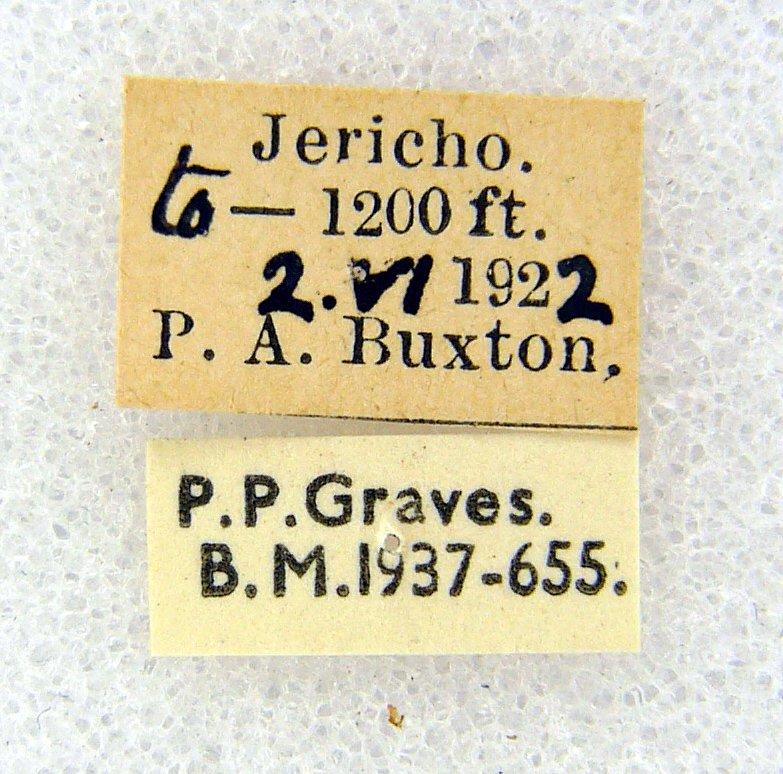 Jericho.
to — 1200 ft.
2. VI 1922
P. A. Buxton.
P.P.Graves.
B.M.1937-655.